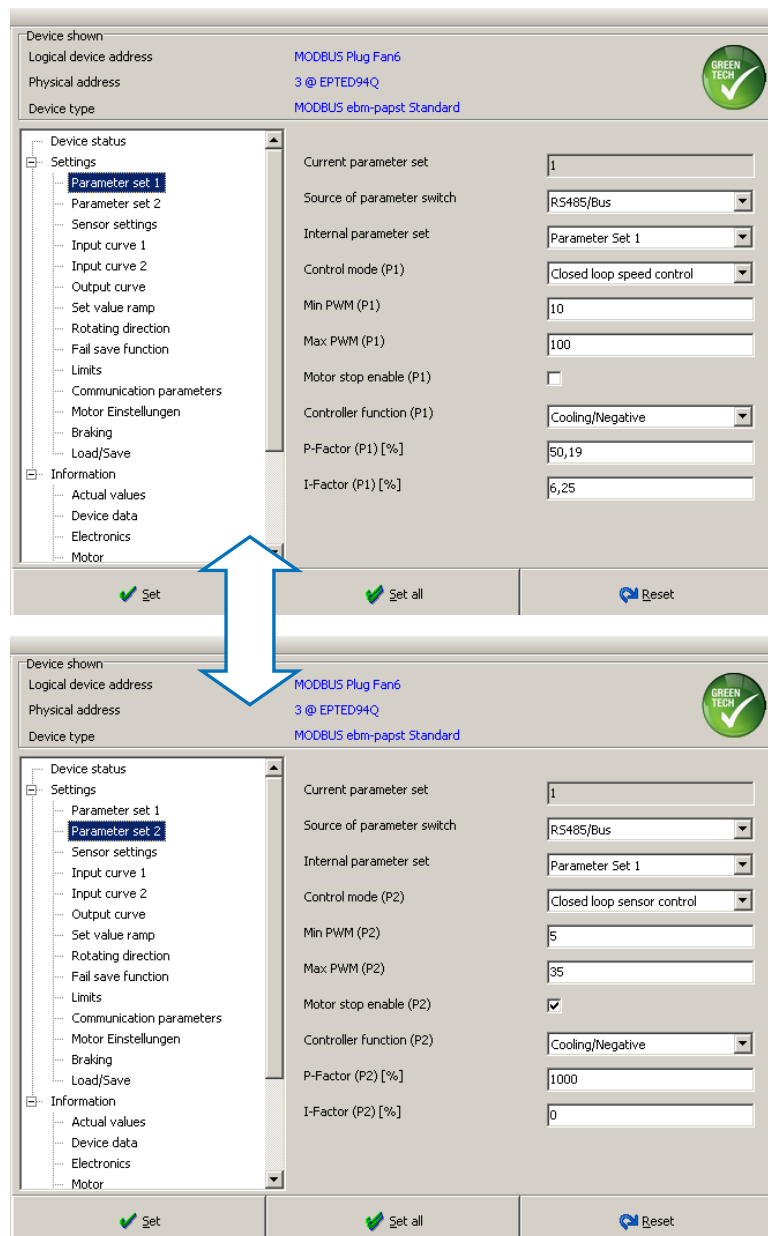 Device shown
Logical device address MODBUS Plug Fan6
Physical address 3 @ EPTED94Q
Device type MODBUS ebm-papst Standard
GREEN
TECH
Device status
Settings
Parameter set 1
Parameter set 2
Sensor settings
Input curve 1
Input curve 2
Output curve
Set value ramp
Rotating direction
Fail save function
Limits
Communication parameters
Motor Einstellungen
Braking
Load/Save
Information
Actual values
Device data
Electronics
Motor
Current parameter set 1
Source of parameter switch RS485/Bus
Internal parameter set Parameter Set 1
Control mode (P1) Closed loop speed control
Min PWM (P1) 10
Max PWM (P1) 100
Motor stop enable (P1)
Controller function (P1) Cooling/Negative
P-Factor (P1) [%] 50,19
I-Factor (P1) [%] 6,25
Set Set all Reset
Device shown
Logical device address MODBUS Plug Fan6
Physical address 3 @ EPTED94Q
Device type MODBUS ebm-papst Standard
GREEN
TECH
Device status
Settings
Parameter set 1
Parameter set 2
Sensor settings
Input curve 1
Input curve 2
Output curve
Set value ramp
Rotating direction
Fail save function
Limits
Communication parameters
Motor Einstellungen
Braking
Load/Save
Information
Actual values
Device data
Electronics
Motor
Current parameter set 1
Source of parameter switch RS485/Bus
Internal parameter set Parameter Set 1
Control mode (P2) Closed loop sensor control
Min PWM (P2) 5
Max PWM (P2) 35
Motor stop enable (P2)
Controller function (P2) Cooling/Negative
P-Factor (P2) [%] 1000
I-Factor (P2) [%] 0
Set Set all Reset